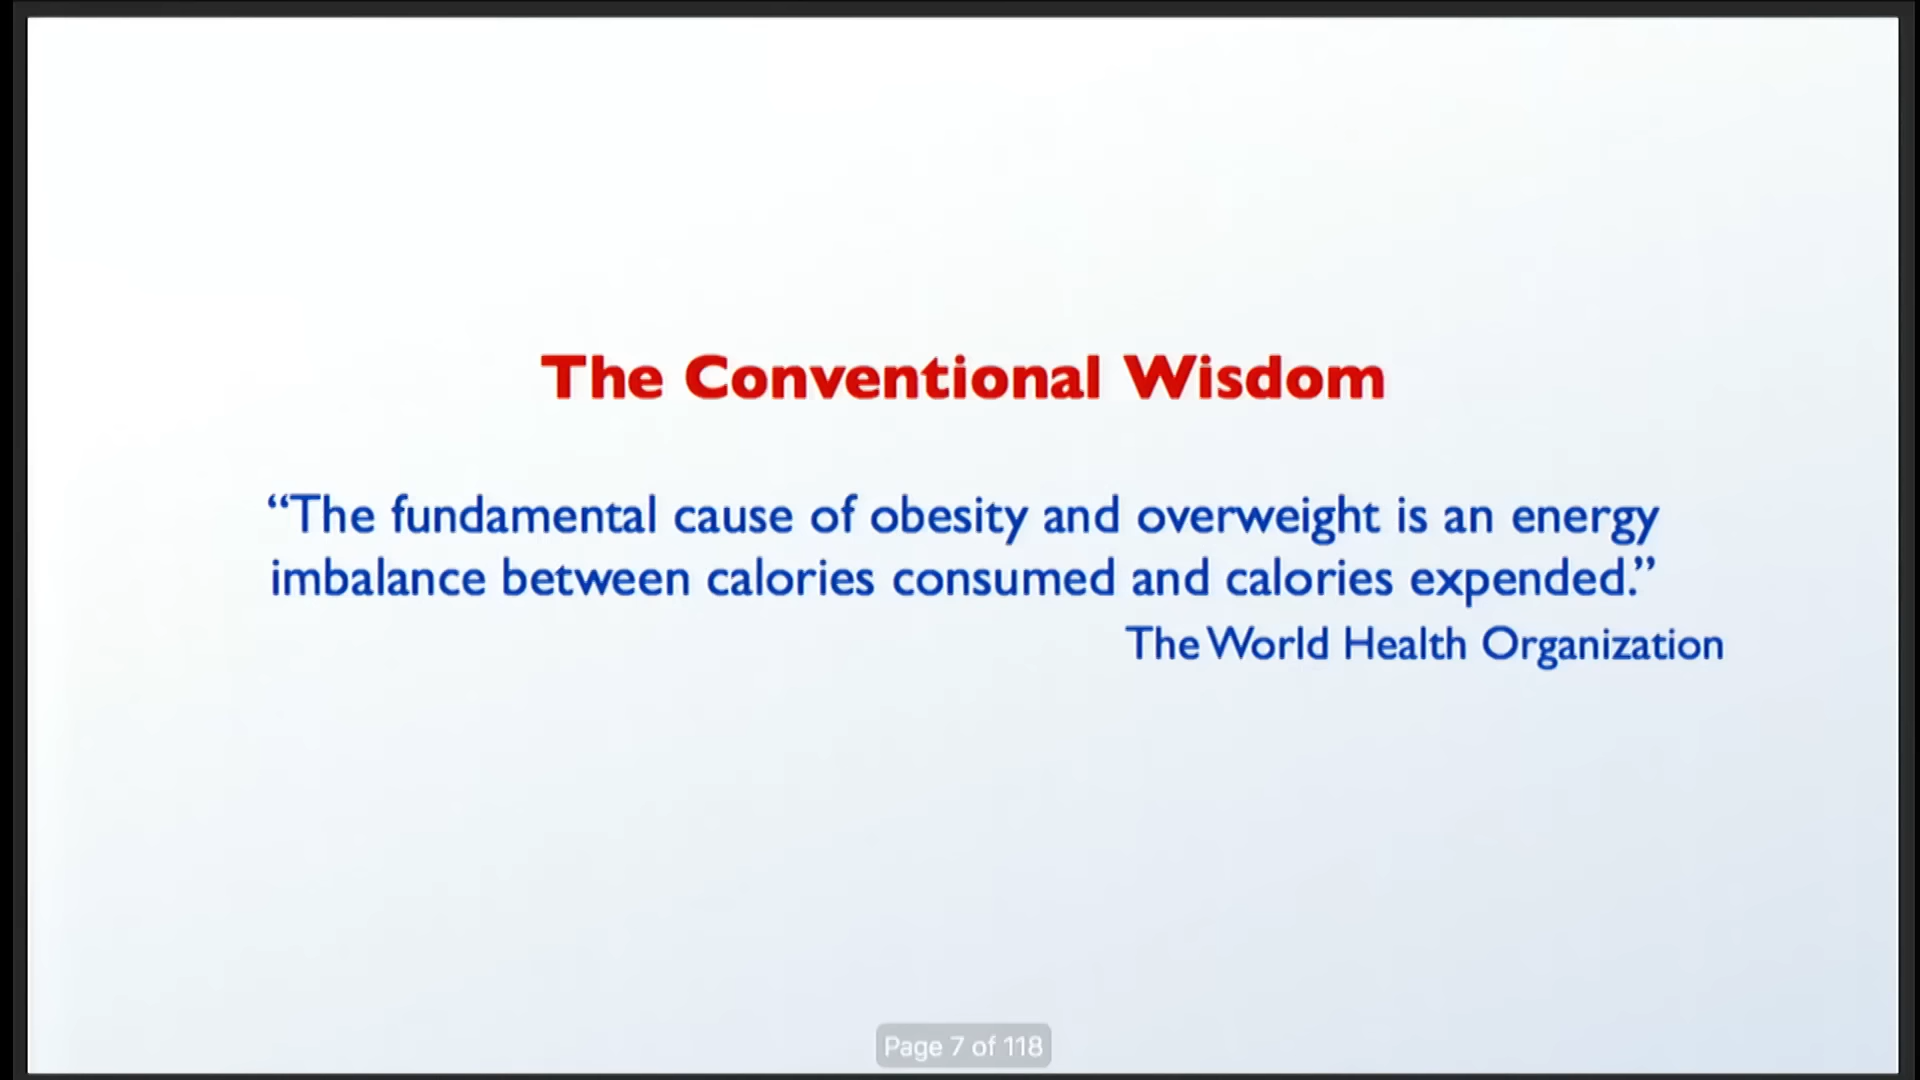 The Conventional Wisdom
“The fundamental cause of obesity and overweight is an energy
imbalance between calories consumed and calories expended.”
The World Health Organization
Page 7 of 118